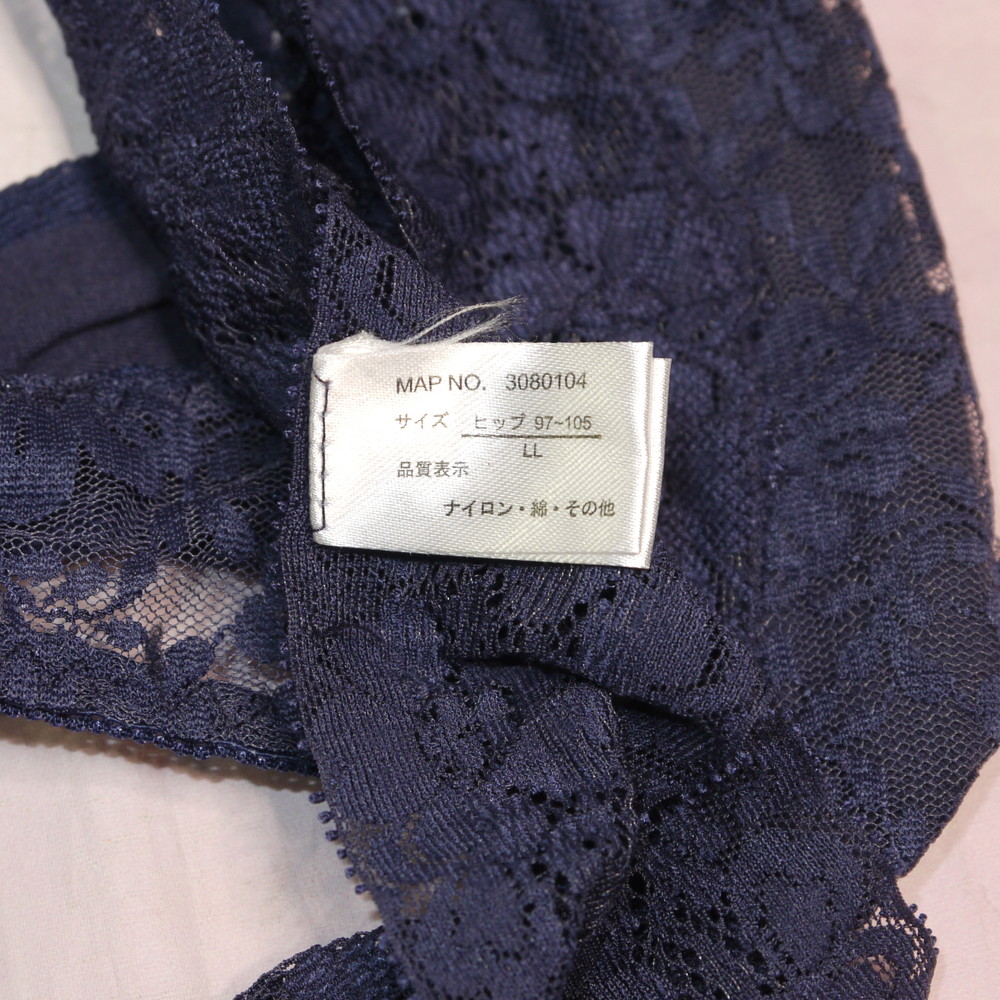 MAP NO. 3080104
サイズ ヒップ 97~105
LL
品質表示
ナイロン・綿・その他